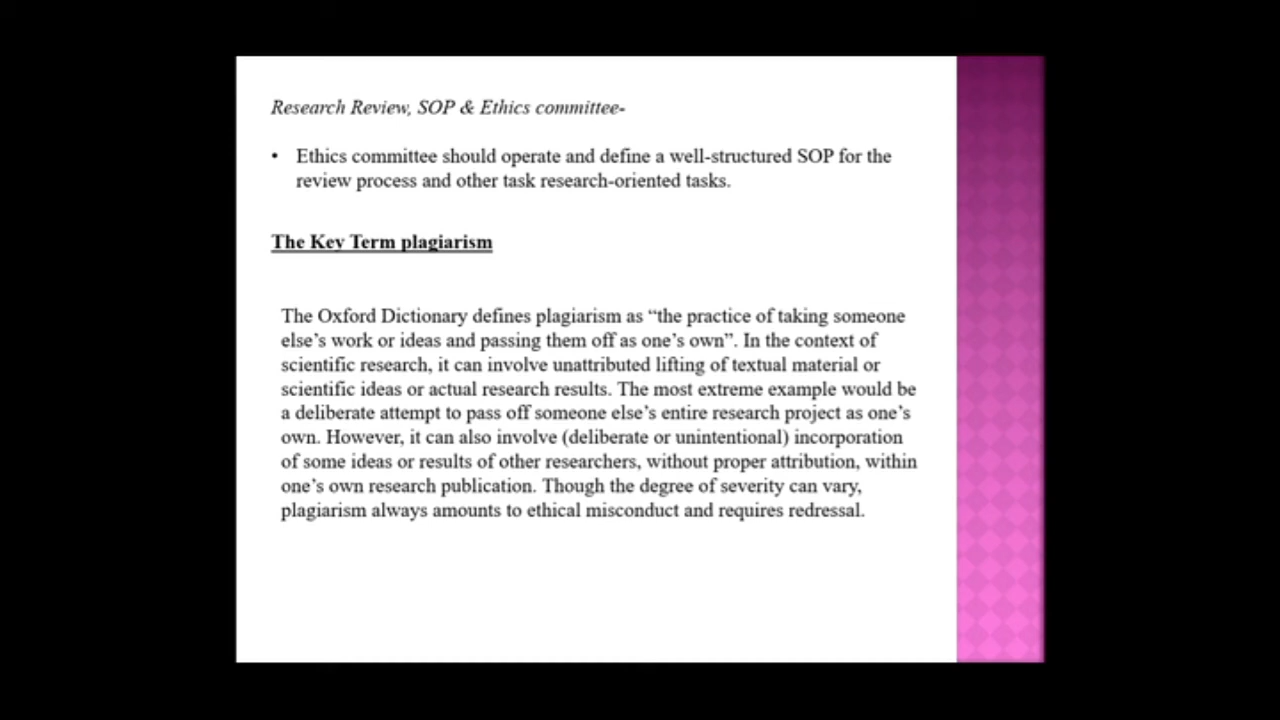 Research Review, SOP & Ethics committee-
• Ethics committee should operate and define a well-structured SOP for the
review process and other task research-oriented tasks.
The Key Term plagiarism
The Oxford Dictionary defines plagiarism as “the practice of taking someone
else’s work or ideas and passing them off as one’s own”. In the context of
scientific research, it can involve unattributed lifting of textual material or
scientific ideas or actual research results. The most extreme example would be
a deliberate attempt to pass off someone else’s entire research project as one’s
own. However, it can also involve (deliberate or unintentional) incorporation
of some ideas or results of other researchers, without proper attribution, within
one’s own research publication. Though the degree of severity can vary,
plagiarism always amounts to ethical misconduct and requires redressal.